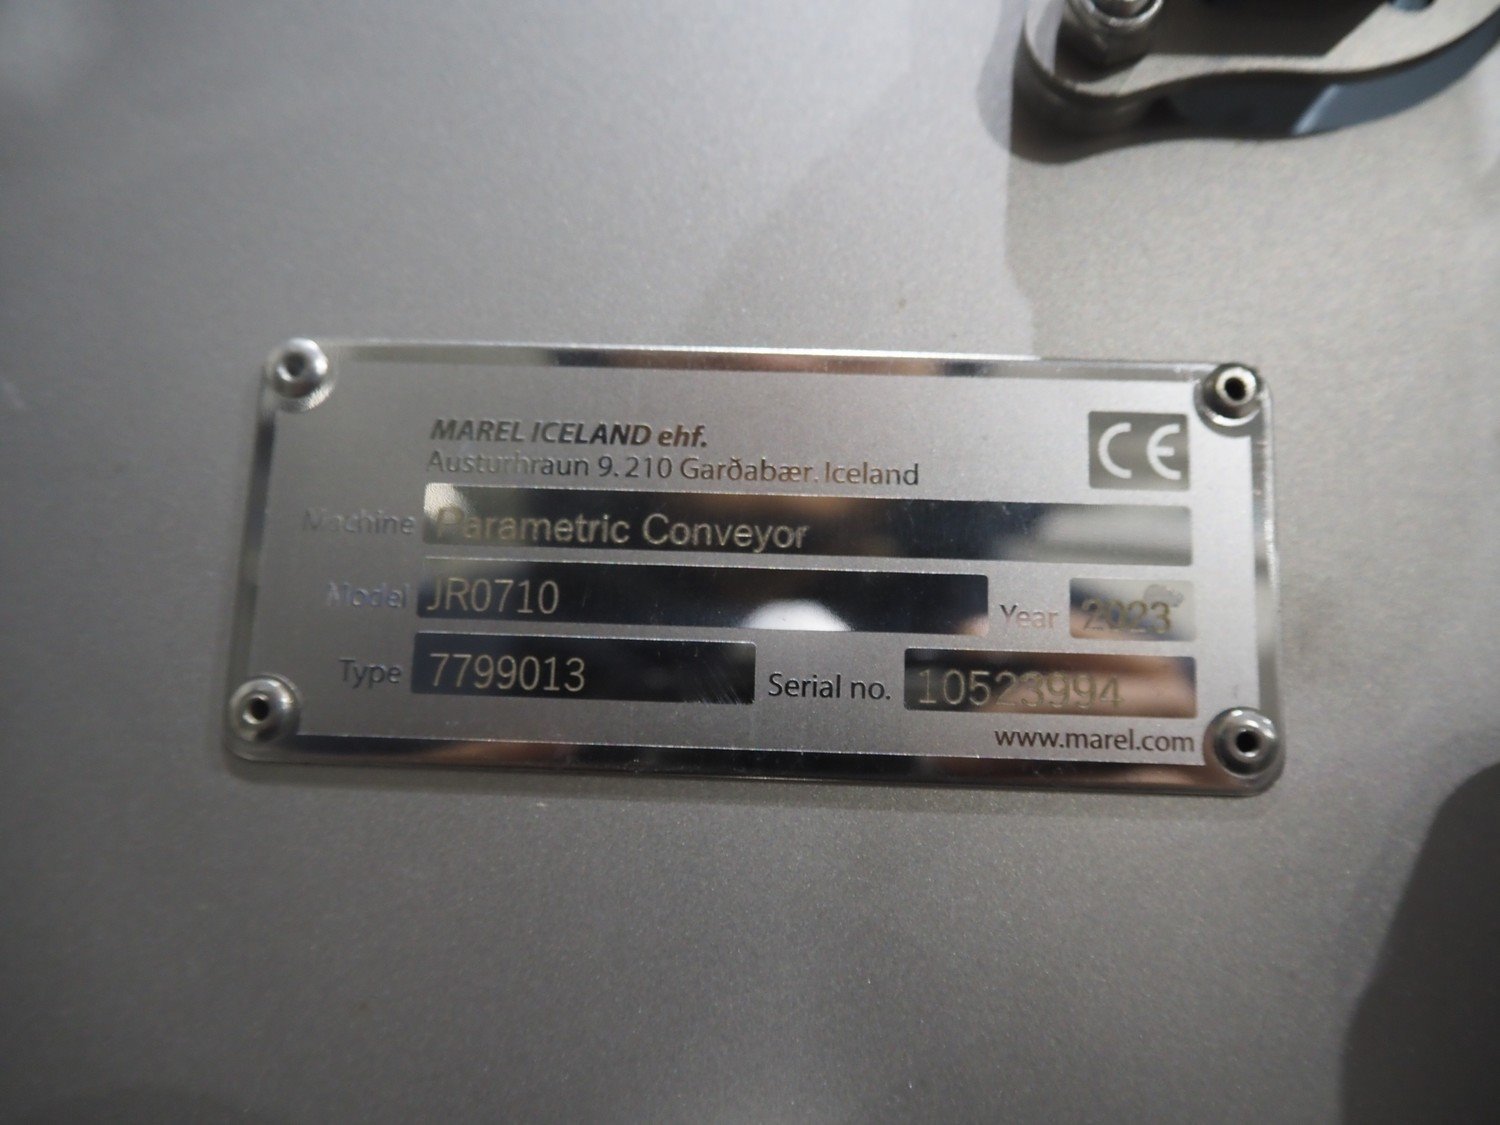 MAREL ICELAND ehf.
Austurhraun 9. 210 Garðabær. Iceland
CE
Machine Parametric Conveyor
Model JR0710 Year 2023
Type 7799013 Serial no. 10523994
www.marel.com